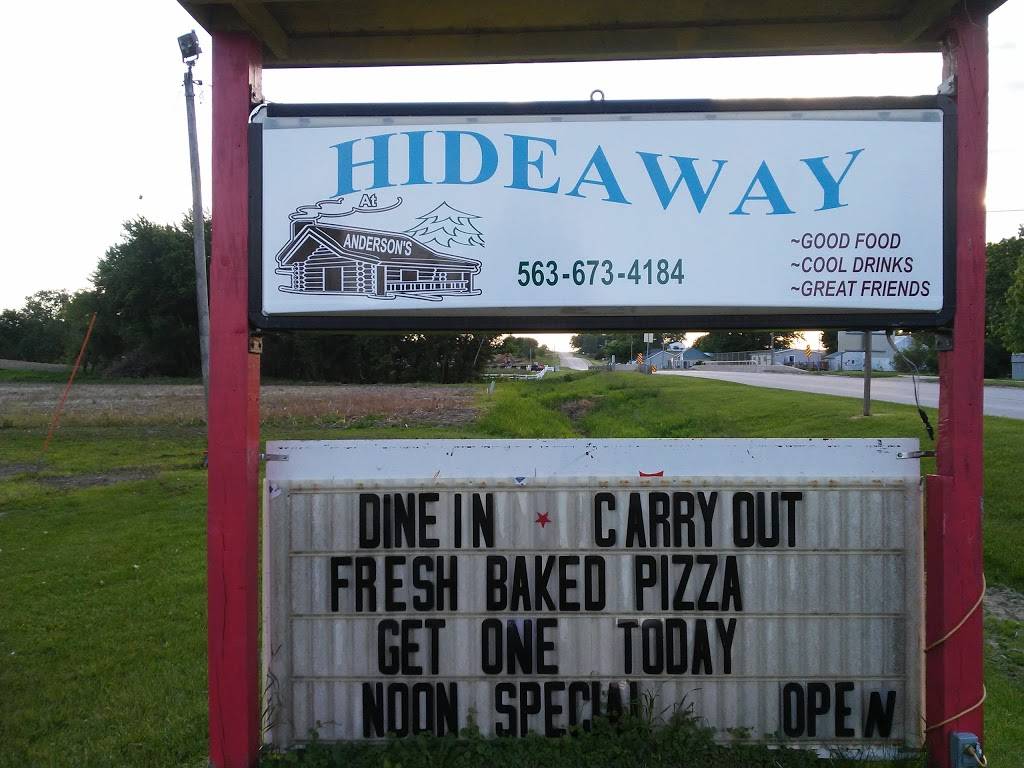 HIDEAWAY
At
ANDERSON'S
563-673-4184
~GOOD FOOD
~COOL DRINKS
~GREAT FRIENDS
DINE IN CARRY OUT
FRESH BAKED PIZZA
GET ONE TODAY
NOON SPECIAL OPEN